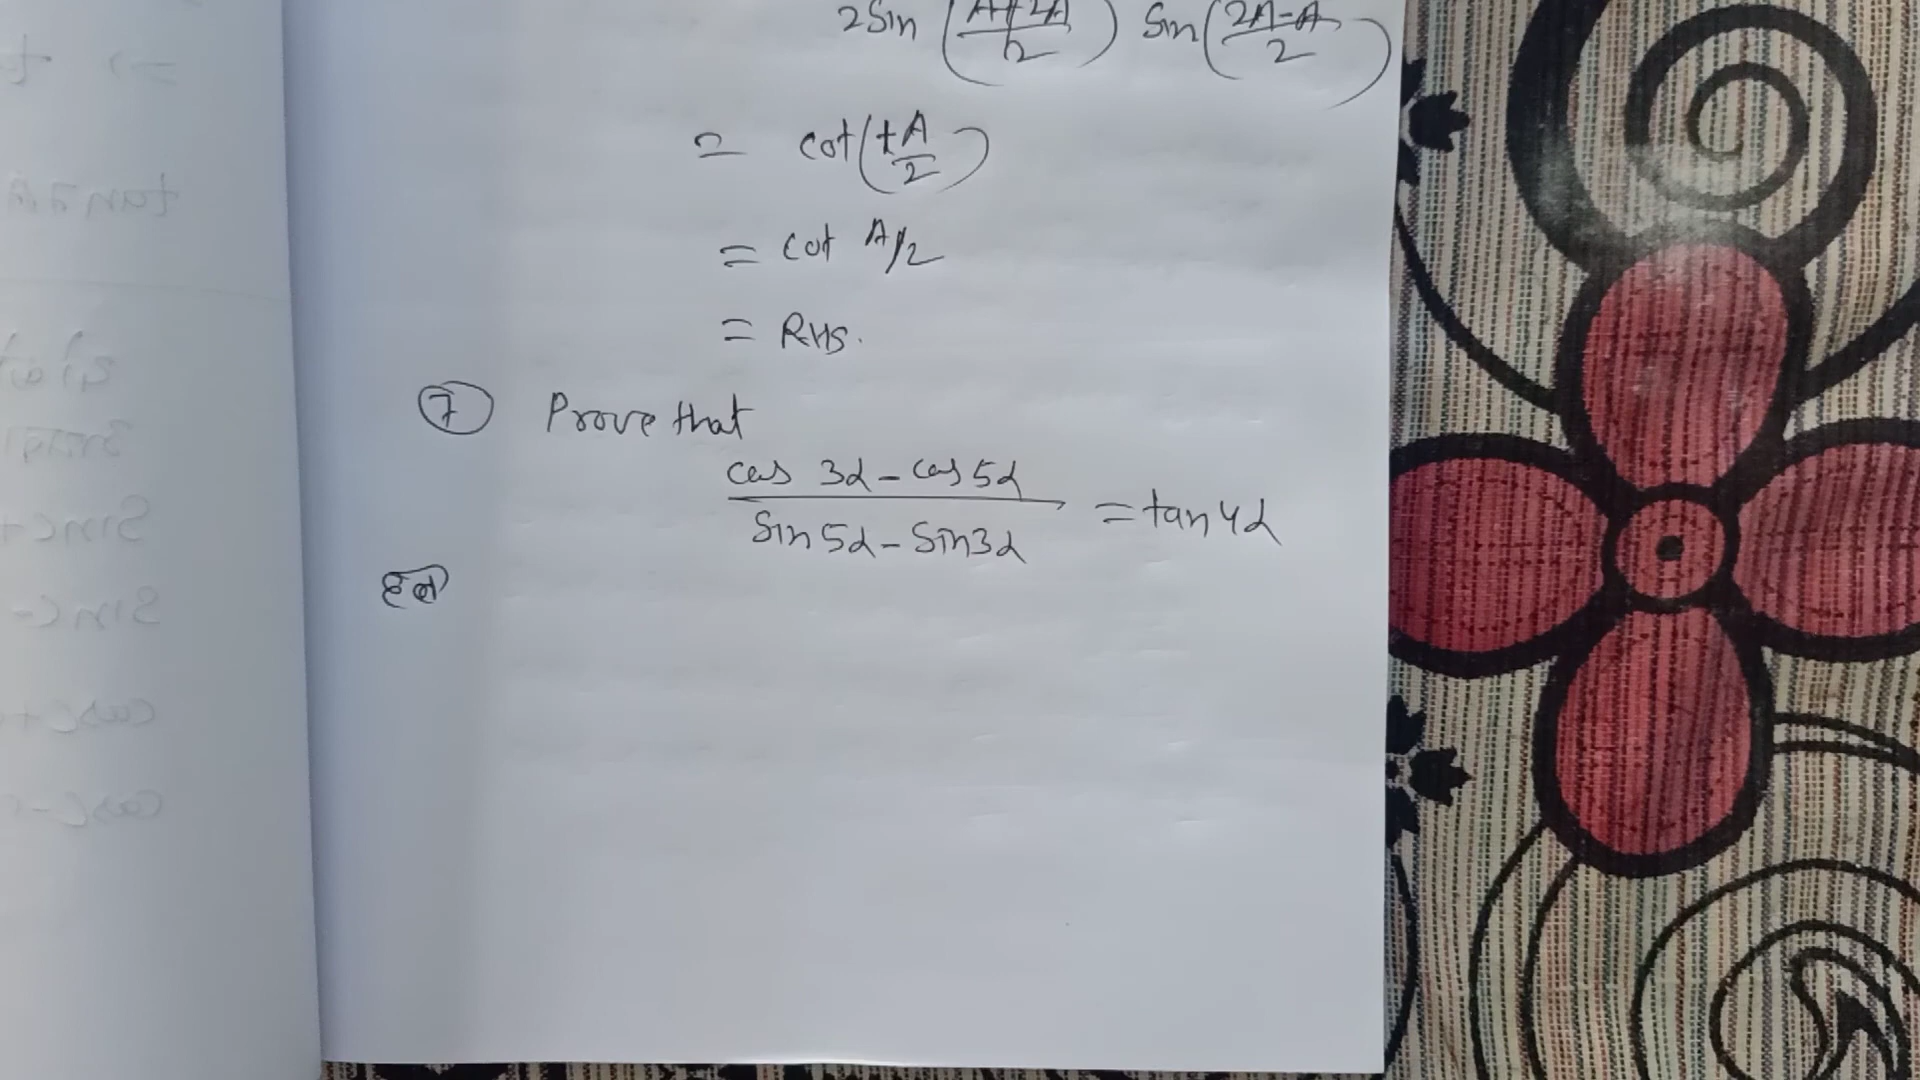 2Sin (A+2A/2) Sin(2A-A/2)
= cot(+A/2)
= cot A/2
= RHS.
7 Prove that
cos 3α - cos 5α
= tan 4α
Sin 5α - Sin 3α
हल